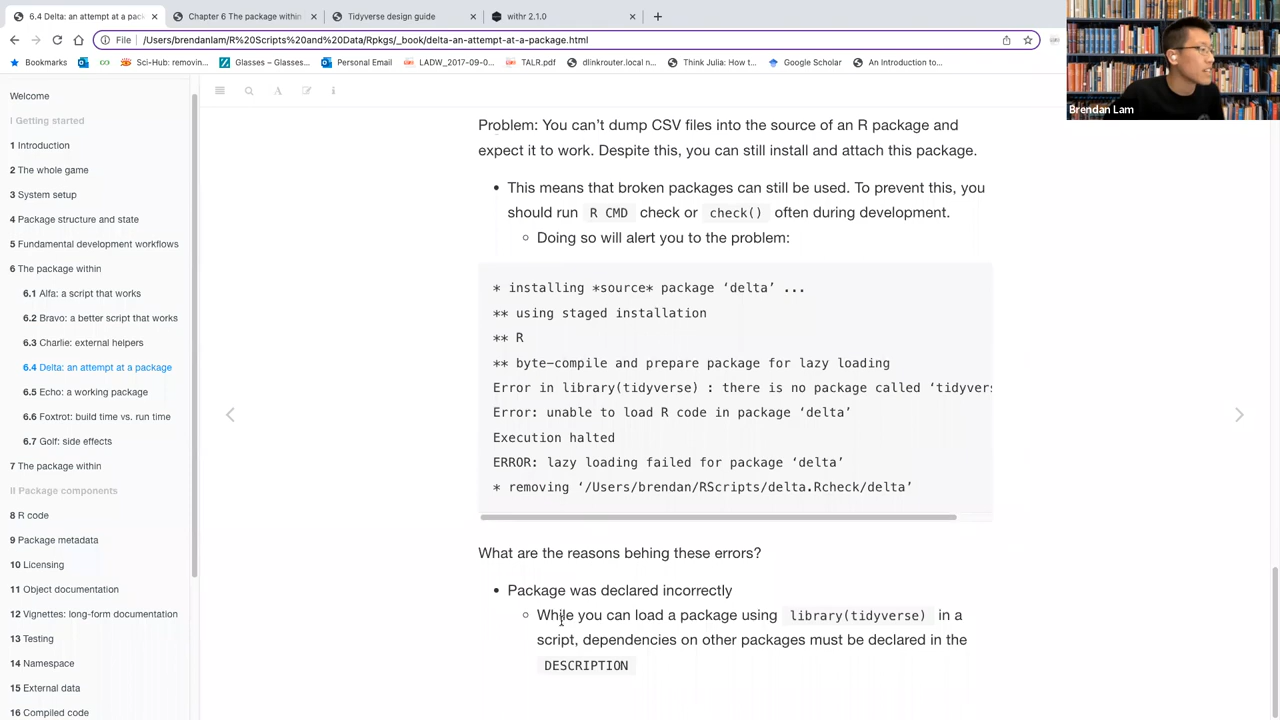 6.4 Delta: an attempt at a pack
Chapter 6 The package within
Tidyverse design guide
withr 2.1.0
File
/Users/brendanlam/R%20Scripts%20and%20Data/Rpkgs/_book/delta-an-attempt-at-a-package.html
Bookmarks
Sci-Hub: removin...
Glasses – Glasses...
Personal Email
LADW_2017-09-0...
TALR.pdf
dlinkrouter.local n...
Think Julia: How t...
Google Scholar
An Introduction to...
Brendan Lam
Welcome
I Getting started
1 Introduction
2 The whole game
3 System setup
4 Package structure and state
5 Fundamental development workflows
6 The package within
6.1 Alfa: a script that works
6.2 Bravo: a better script that works
6.3 Charlie: external helpers
6.4 Delta: an attempt at a package
6.5 Echo: a working package
6.6 Foxtrot: build time vs. run time
6.7 Golf: side effects
7 The package within
II Package components
8 R code
9 Package metadata
10 Licensing
11 Object documentation
12 Vignettes: long-form documentation
13 Testing
14 Namespace
15 External data
16 Compiled code
Problem: You can't dump CSV files into the source of an R package and
expect it to work. Despite this, you can still install and attach this package.
• This means that broken packages can still be used. To prevent this, you
should run R CMD check or check() often during development.
Doing so will alert you to the problem:
* installing *source* package ‘delta’ ...
** using staged installation
** R
** byte-compile and prepare package for lazy loading
Error in library(tidyverse) : there is no package called ‘tidyvers
Error: unable to load R code in package ‘delta’
Execution halted
ERROR: lazy loading failed for package ‘delta’
* removing ‘/Users/brendan/RScripts/delta.Rcheck/delta’
What are the reasons behing these errors?
• Package was declared incorrectly
While you can load a package using library(tidyverse) in a
script, dependencies on other packages must be declared in the
DESCRIPTION